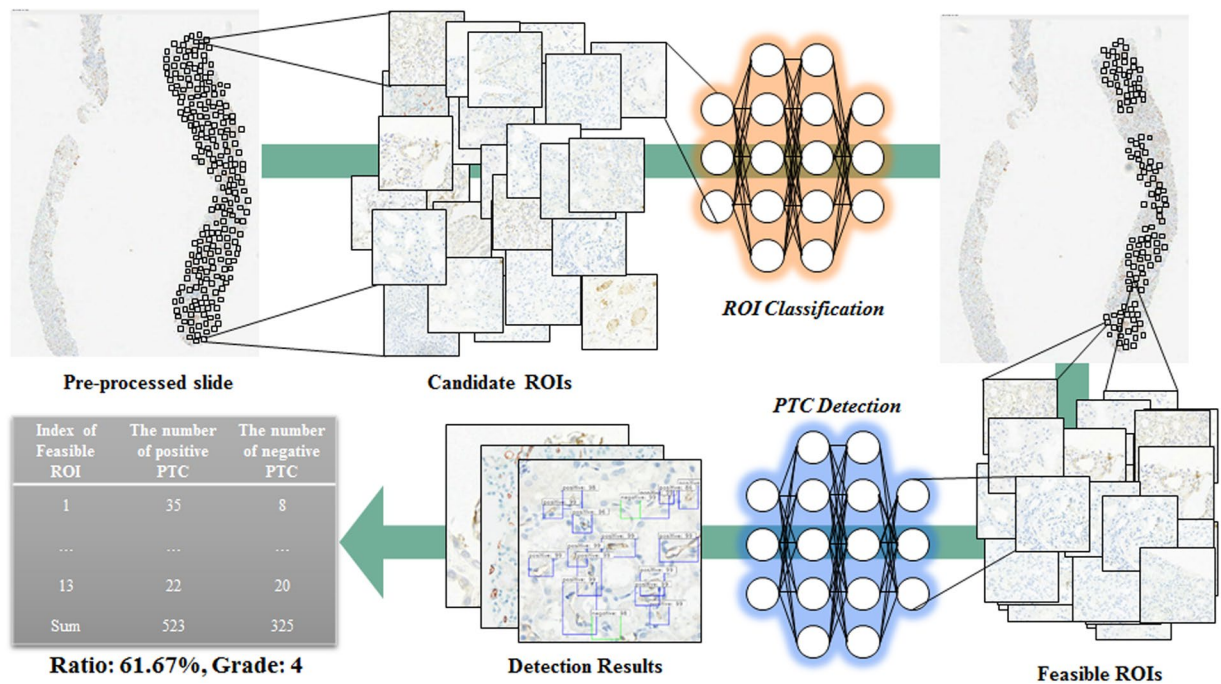 ROI Classification
Pre-processed slide
Candidate ROIs
PTC Detection
Index of Feasible ROI
The number of positive PTC
The number of negative PTC
1 35 8
... ... ...
13 22 20
Sum 523 325
Ratio: 61.67%, Grade: 4
Detection Results
Feasible ROIs